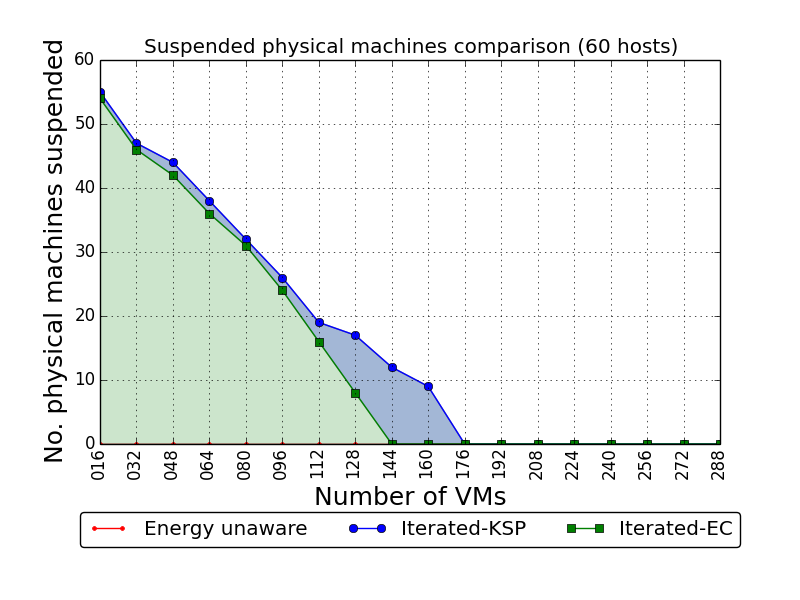 Suspended physical machines comparison (60 hosts)
No. physical machines suspended
60
50
40
30
20
10
0
016 032 048 064 080 096 112 128 144 160 176 192 208 224 240 256 272 288
Number of VMs
Energy unaware Iterated-KSP Iterated-EC